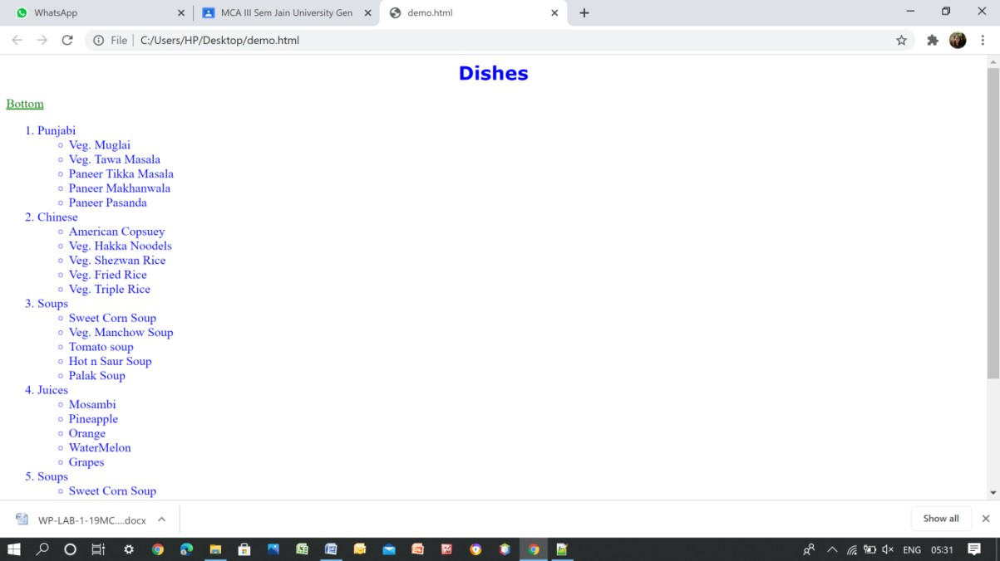 WhatsApp
MCA III Sem Jain University Gen
demo.html
File
C:/Users/HP/Desktop/demo.html
Dishes
Bottom
1. Punjabi
Veg. Muglai
Veg. Tawa Masala
Paneer Tikka Masala
Paneer Makhanwala
Paneer Pasanda
2. Chinese
American Copsuey
Veg. Hakka Noodels
Veg. Shezwan Rice
Veg. Fried Rice
Veg. Triple Rice
3. Soups
Sweet Corn Soup
Veg. Manchow Soup
Tomato soup
Hot n Saur Soup
Palak Soup
4. Juices
Mosambi
Pineapple
Orange
WaterMelon
Grapes
5. Soups
Sweet Corn Soup
WP-LAB-1-19MC....docx
Show all
ENG
05:31